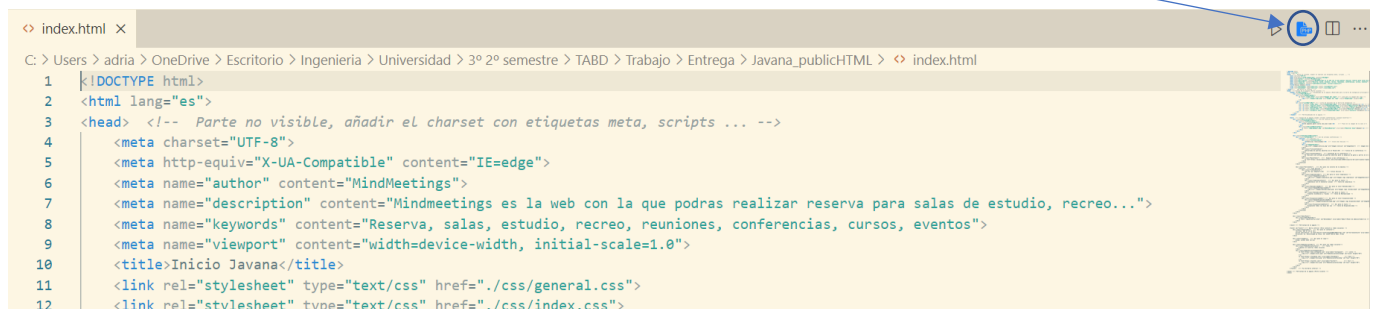 <> index.html ×
C: > Users > adria > OneDrive > Escritorio > Ingenieria > Universidad > 3º 2º semestre > TABD > Trabajo > Entrega > Javana_publicHTML > <> index.html
1 <!DOCTYPE html>
2 <html lang="es">
3 <head> <!-- Parte no visible, añadir el charset con etiquetas meta, scripts ... -->
4 <meta charset="UTF-8">
5 <meta http-equiv="X-UA-Compatible" content="IE=edge">
6 <meta name="author" content="MindMeetings">
7 <meta name="description" content="Mindmeetings es la web con la que podras realizar reserva para salas de estudio, recreo...">
8 <meta name="keywords" content="Reserva, salas, estudio, recreo, reuniones, conferencias, cursos, eventos">
9 <meta name="viewport" content="width=device-width, initial-scale=1.0">
10 <title>Inicio Javana</title>
11 <link rel="stylesheet" type="text/css" href="./css/general.css">
12 <link rel="stylesheet" type="text/css" href="./css/index.css">